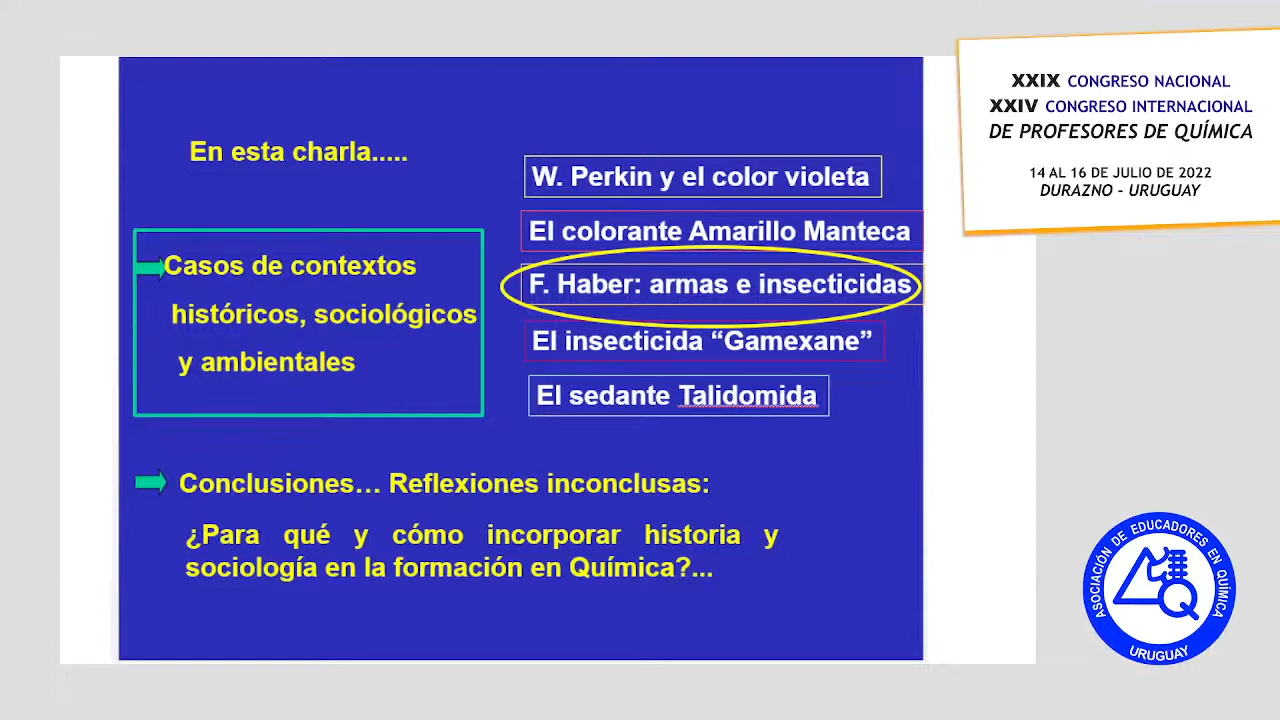 En esta charla.....
Casos de contextos
históricos, sociológicos
y ambientales
W. Perkin y el color violeta
El colorante Amarillo Manteca
F. Haber: armas e insecticidas
El insecticida “Gamexane”
El sedante Talidomida
Conclusiones… Reflexiones inconclusas:
¿Para qué y cómo incorporar historia y
sociología en la formación en Química?...
XXIX CONGRESO NACIONAL
XXIV CONGRESO INTERNACIONAL
DE PROFESORES DE QUÍMICA
14 AL 16 DE JULIO DE 2022
DURAZNO - URUGUAY
ASOCIACIÓN DE EDUCADORES EN QUÍMICA
URUGUAY